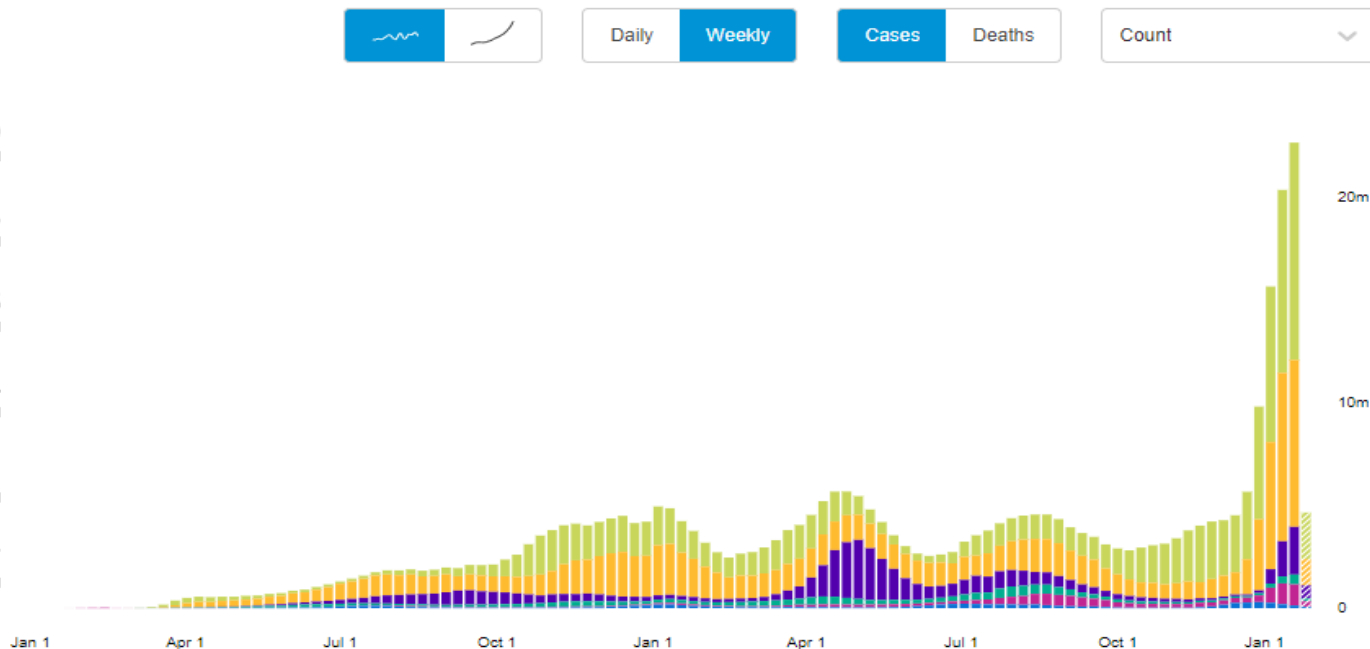 Daily Weekly Cases Deaths Count
20m
10m
0
Jan 1 Apr 1 Jul 1 Oct 1 Jan 1 Apr 1 Jul 1 Oct 1 Jan 1